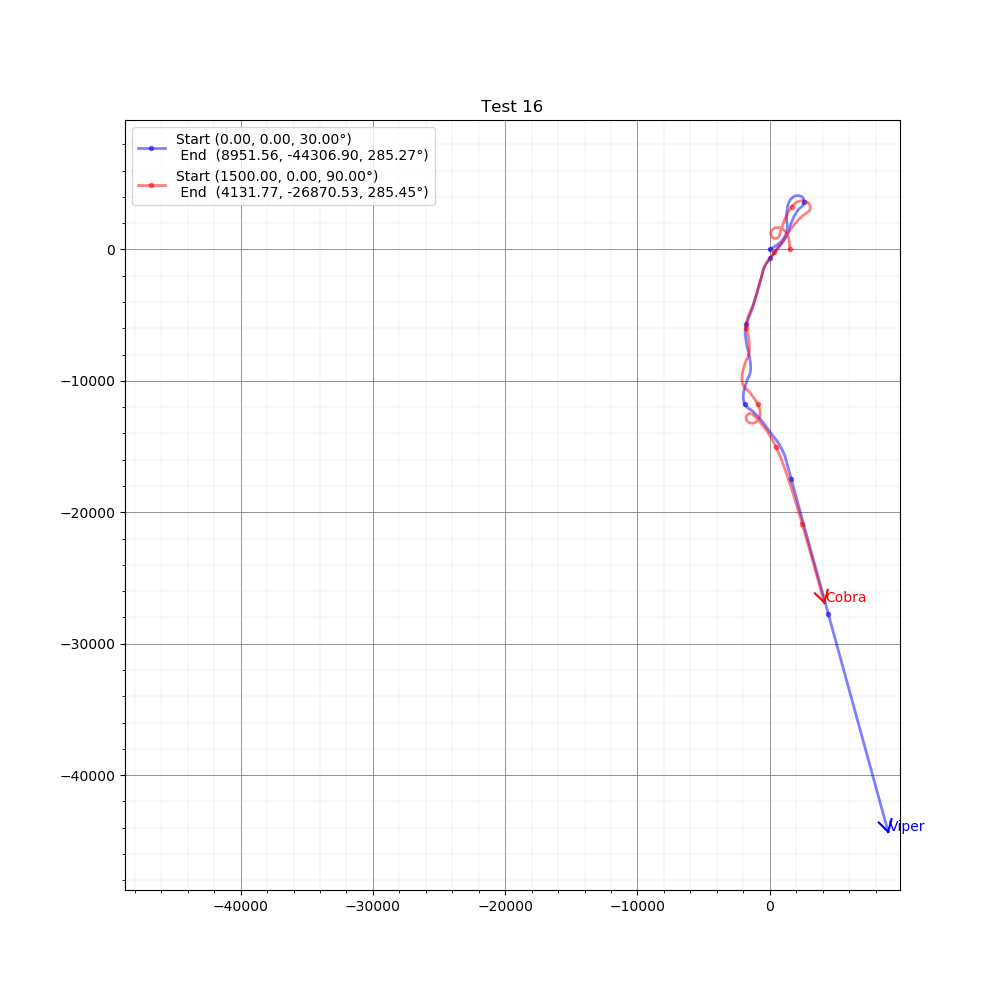 Test 16
Start (0.00, 0.00, 30.00°)
End (8951.56, -44306.90, 285.27°)
Start (1500.00, 0.00, 90.00°)
End (4131.77, -26870.53, 285.45°)
0
−10000
−20000
−30000
−40000
Cobra
Viper
−40000
−30000
−20000
−10000
0